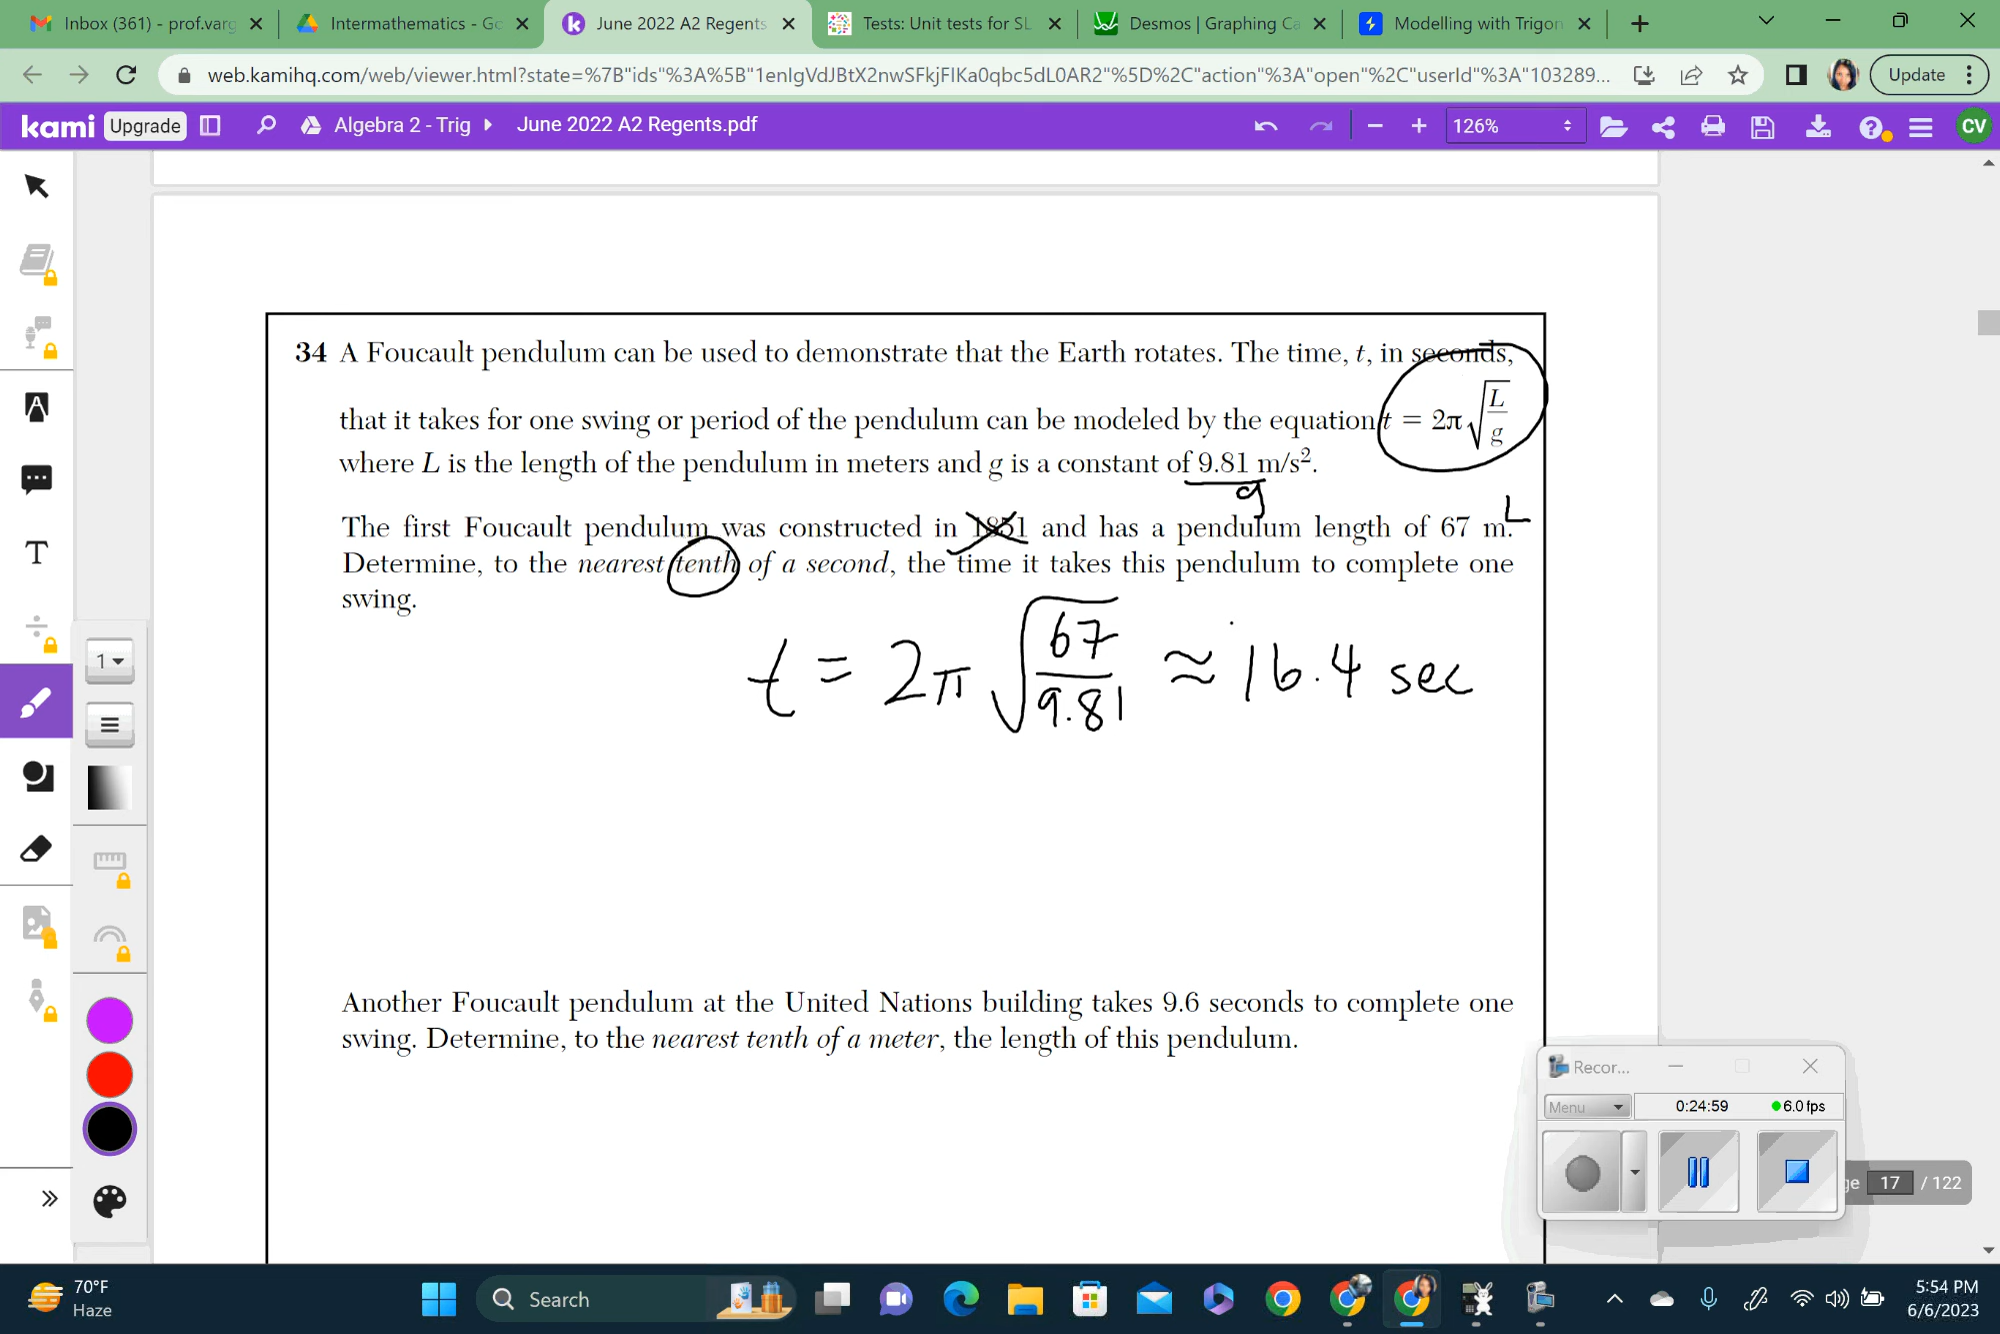 Inbox (361) - prof.varg
Intermathematics - Go
June 2022 A2 Regents
Tests: Unit tests for SL
Desmos | Graphing Ca
Modelling with Trigon
web.kamihq.com/web/viewer.html?state=%7B"ids"%3A%5B"1enIgVdJBtX2nwSFkjFIKa0qbc5dL0AR2"%5D%2C"action"%3A"open"%2C"userId"%3A"103289...
Update
kami Upgrade
Algebra 2 - Trig
June 2022 A2 Regents.pdf
126%
CV
34 A Foucault pendulum can be used to demonstrate that the Earth rotates. The time, t, in seconds,
that it takes for one swing or period of the pendulum can be modeled by the equation t = 2π√(L/g)
where L is the length of the pendulum in meters and g is a constant of 9.81 m/s².
g
L
The first Foucault pendulum was constructed in 1851 and has a pendulum length of 67 m.
Determine, to the nearest tenth of a second, the time it takes this pendulum to complete one
swing.
t = 2π√(67/9.81) ≈ 16.4 sec
Another Foucault pendulum at the United Nations building takes 9.6 seconds to complete one
swing. Determine, to the nearest tenth of a meter, the length of this pendulum.
1
Recor...
Menu
0:24:59
6.0 fps
ge 17 / 122
70°F
Haze
Search
5:54 PM
6/6/2023